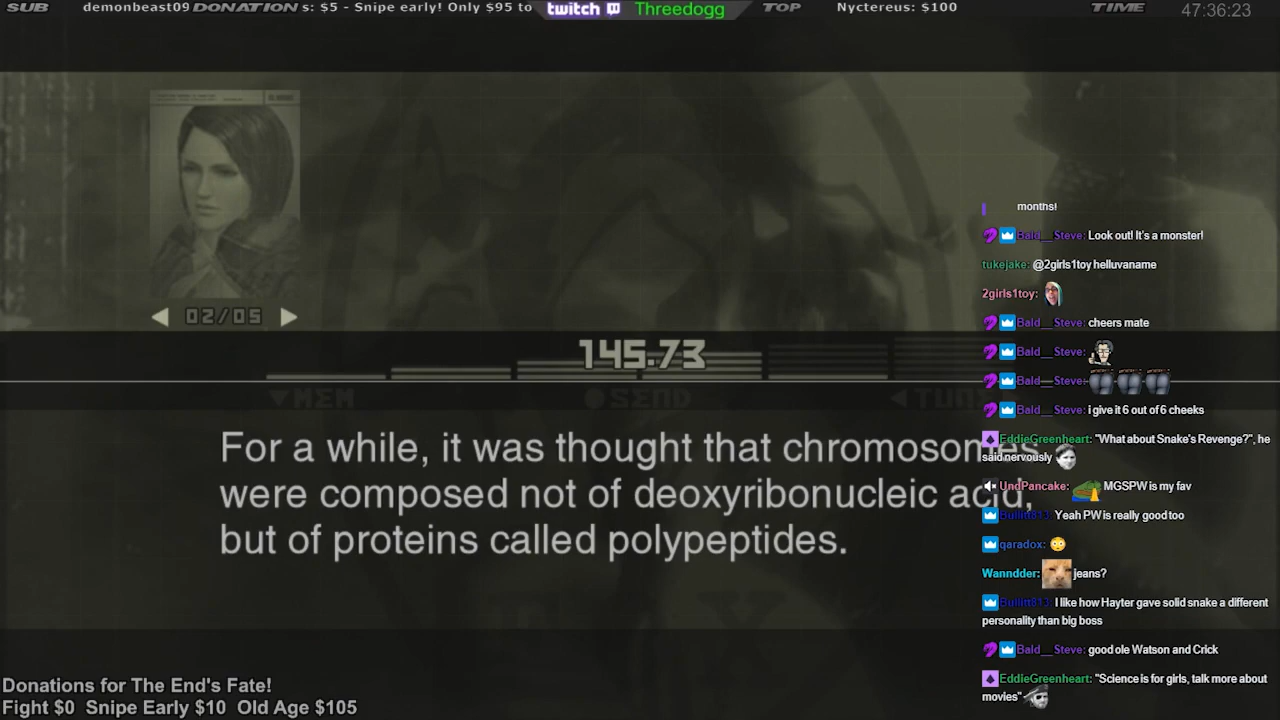 SUB demonbeast09 DONATION s: $5 - Snipe early! Only $95 to twitch Threedogg TOP Nyctereus: $100 TIME 47:36:23
02/05
145.73
MEM SEND TUNE
For a while, it was thought that chromosomes
were composed not of deoxyribonucleic acid,
but of proteins called polypeptides.
months!
Bald__Steve: Look out! It's a monster!
tukejake: @2girls1toy helluvaname
2girls1toy:
Bald__Steve: cheers mate
Bald__Steve:
Bald__Steve:
Bald__Steve: i give it 6 out of 6 cheeks
EddieGreenheart: "What about Snake's Revenge?", he
said nervously
UndPancake: MGSPW is my fav
Bullitt813: Yeah PW is really good too
qaradox:
Wanndder: jeans?
Bullitt813: I like how Hayter gave solid snake a different
personality than big boss
Bald__Steve: good ole Watson and Crick
EddieGreenheart: "Science is for girls, talk more about
movies"
Donations for The End's Fate!
Fight $0 Snipe Early $10 Old Age $105